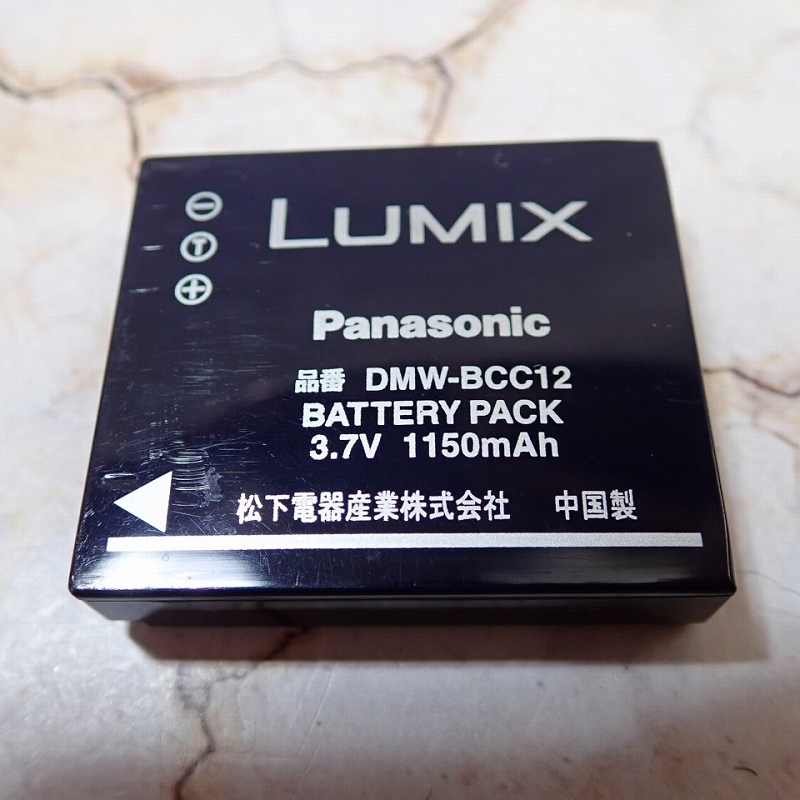 LUMIX
⊖
T
⊕
Panasonic
品番 DMW-BCC12
BATTERY PACK
3.7V 1150mAh
松下電器産業株式会社 中国製